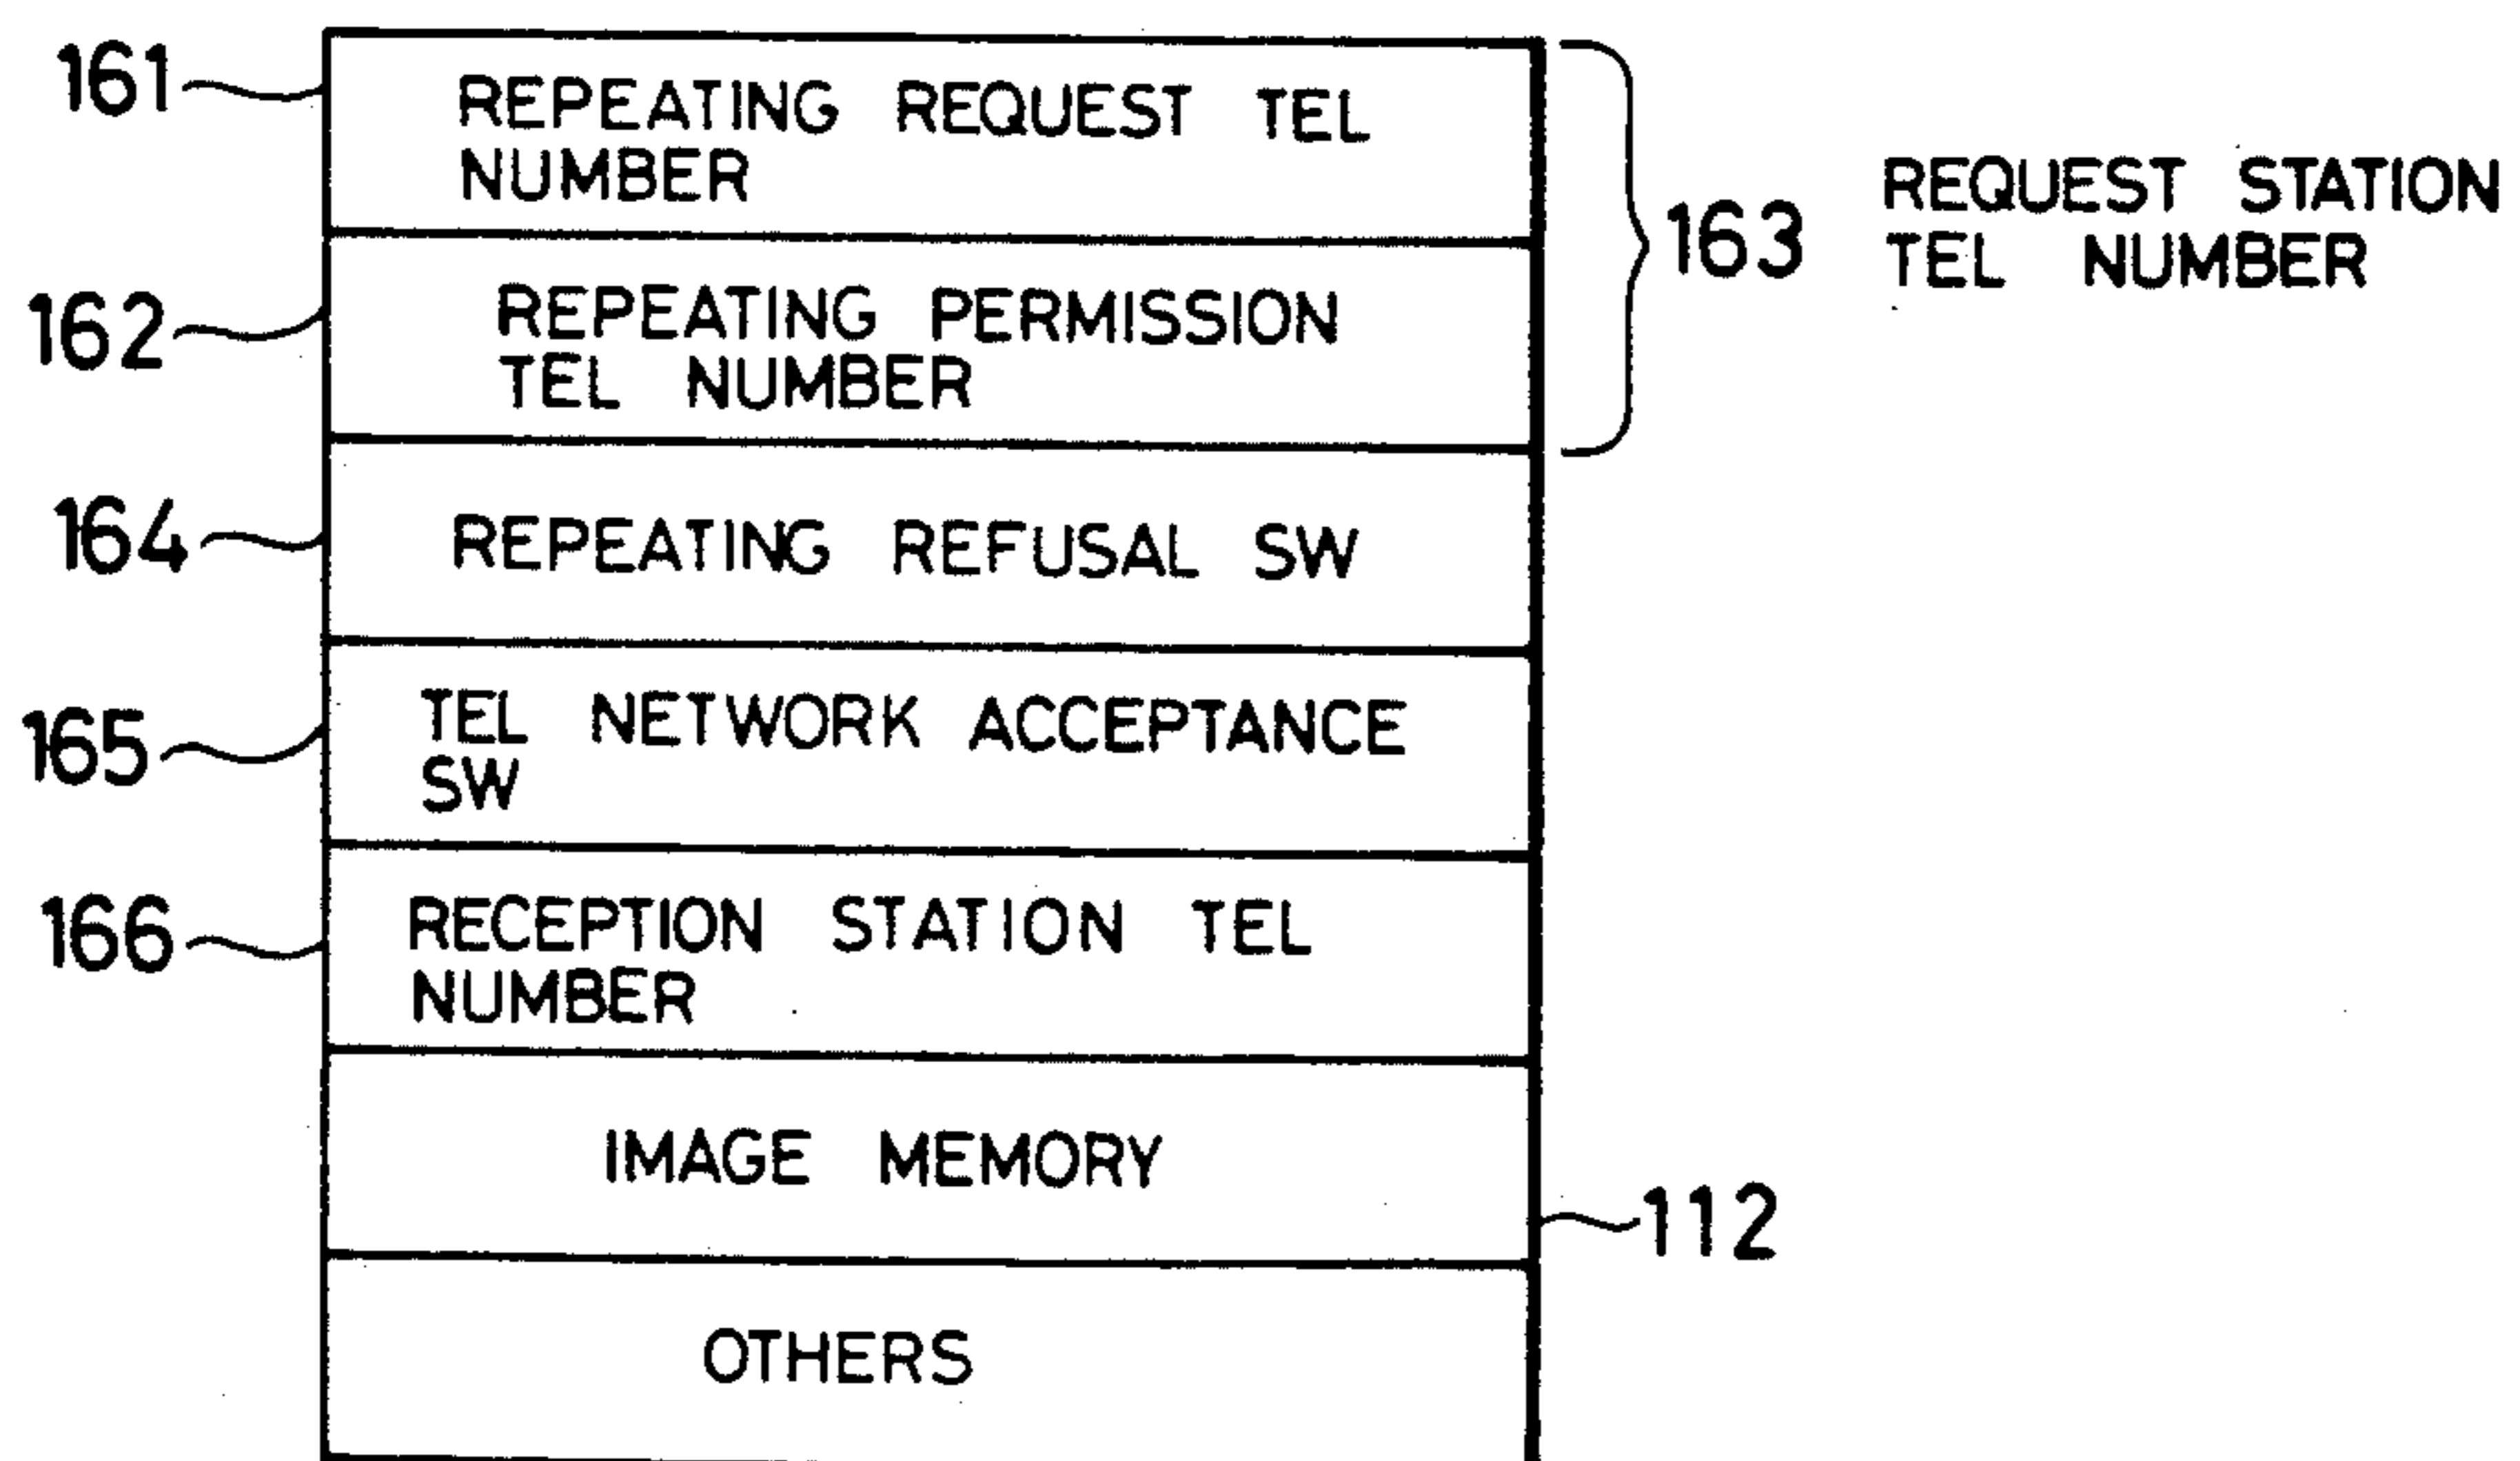 161
REPEATING REQUEST TEL
NUMBER
162
REPEATING PERMISSION
TEL NUMBER
163
REQUEST STATION
TEL NUMBER
164
REPEATING REFUSAL SW
165
TEL NETWORK ACCEPTANCE
SW
166
RECEPTION STATION TEL
NUMBER
IMAGE MEMORY
112
OTHERS